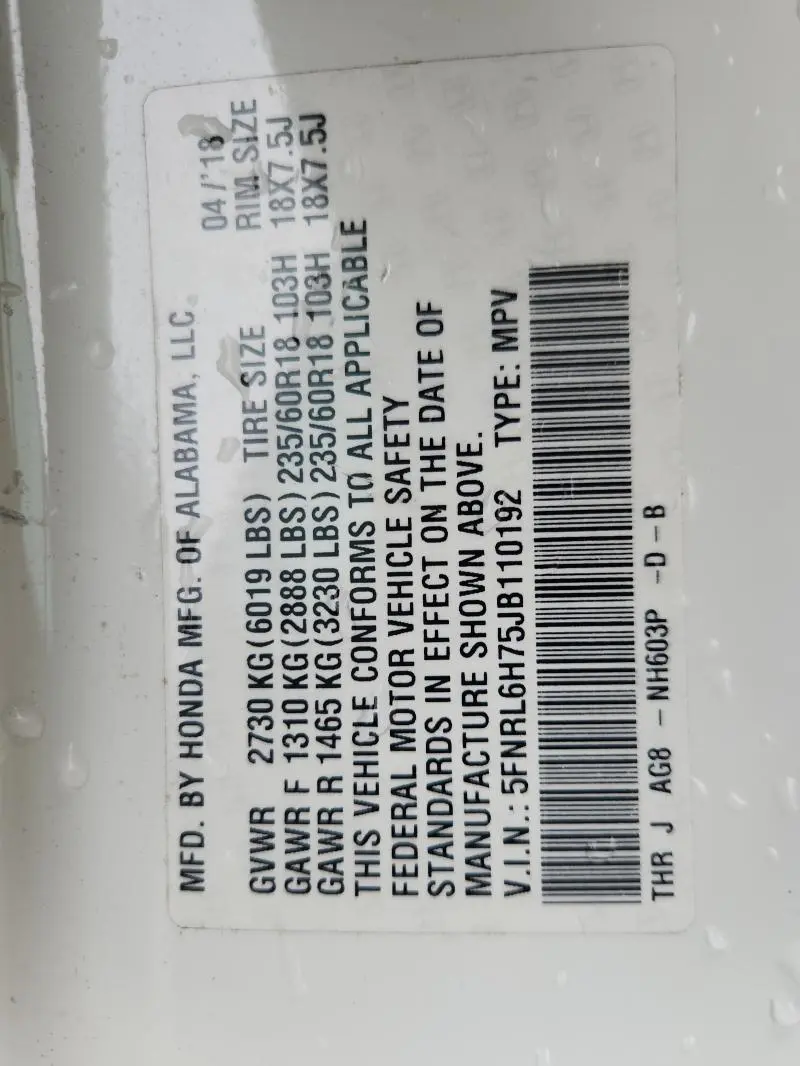 MFD. BY HONDA MFG. OF ALABAMA, LLC. 04/'18
GVWR 2730 KG(6019 LBS) TIRE SIZE RIM SIZE
GAWR F 1310 KG(2888 LBS)235/60R18 103H 18X7.5J
GAWR R 1465 KG(3230 LBS)235/60R18 103H 18X7.5J
THIS VEHICLE CONFORMS TO ALL APPLICABLE
FEDERAL MOTOR VEHICLE SAFETY
STANDARDS IN EFFECT ON THE DATE OF
MANUFACTURE SHOWN ABOVE.
V.I.N.: 5FNRL6H75JB110192 TYPE: MPV
THR J AG8 - NH603P -D-B